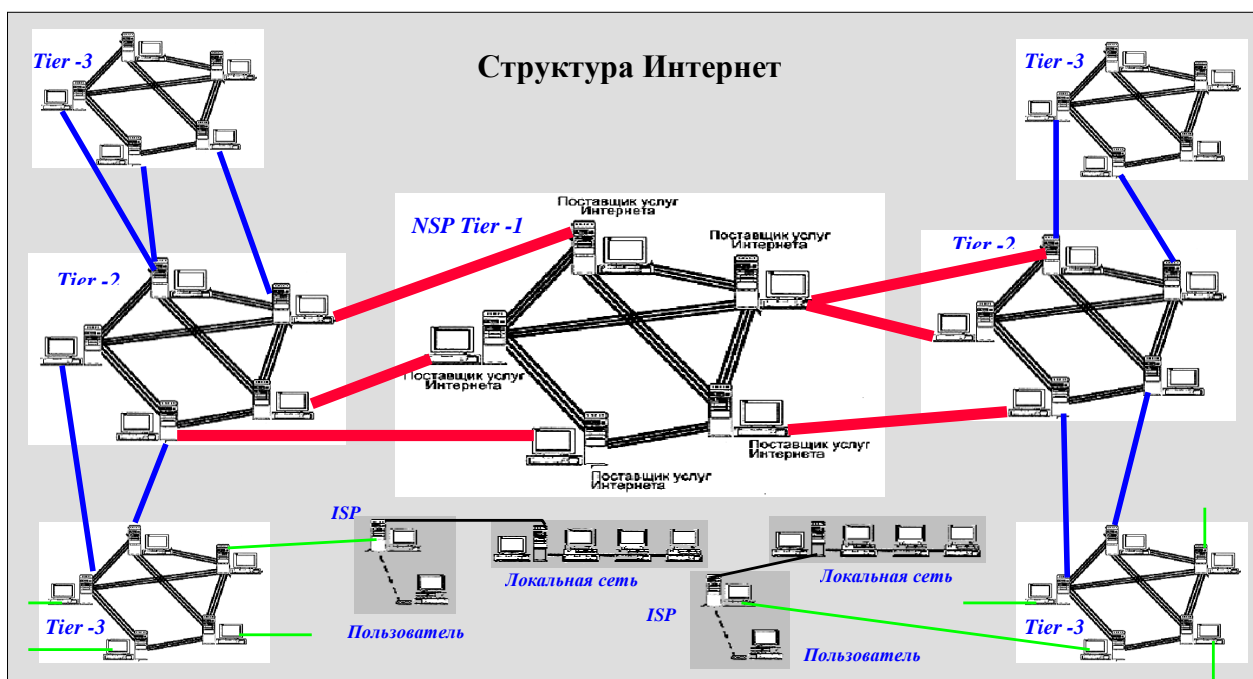 Структура Интернет
Tier -3
Tier -3
NSP Tier -1
Поставщик услуг
Интернета
Поставщик услуг
Интернета
Tier -2
Tier -2
Поставщик услуг
Интернета
Поставщик услуг
Интернета
Поставщик услуг
Интернета
ISP
Локальная сеть
Локальная сеть
ISP
Tier -3
Пользователь
Tier -3
Пользователь